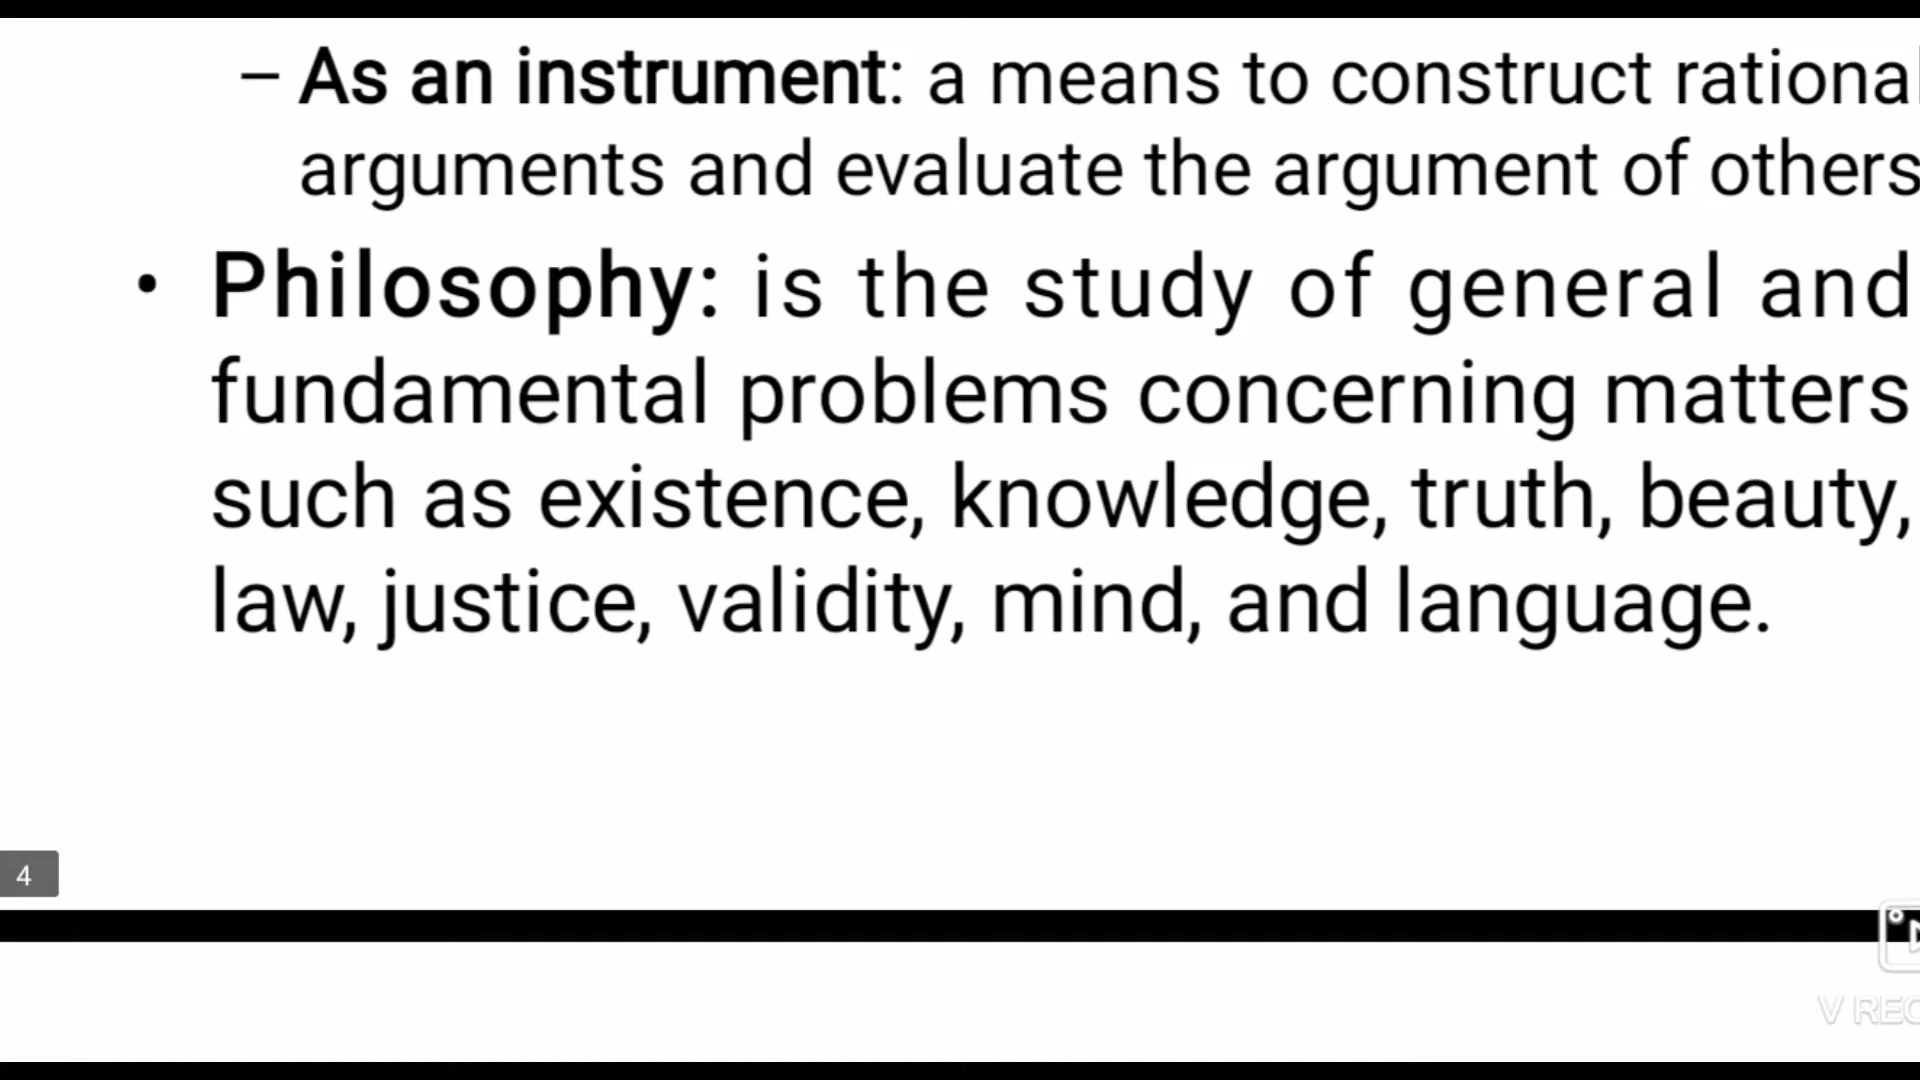 – As an instrument: a means to construct rational
arguments and evaluate the argument of others
• Philosophy: is the study of general and
fundamental problems concerning matters
such as existence, knowledge, truth, beauty,
law, justice, validity, mind, and language.
4
V REC